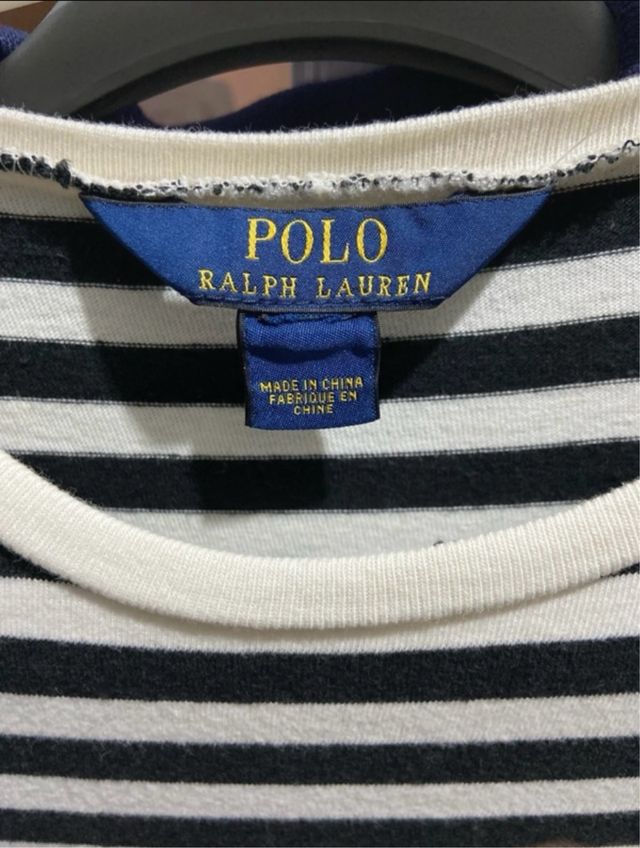 POLO
RALPH LAUREN
MADE IN CHINA
FABRIQUE EN
CHINE